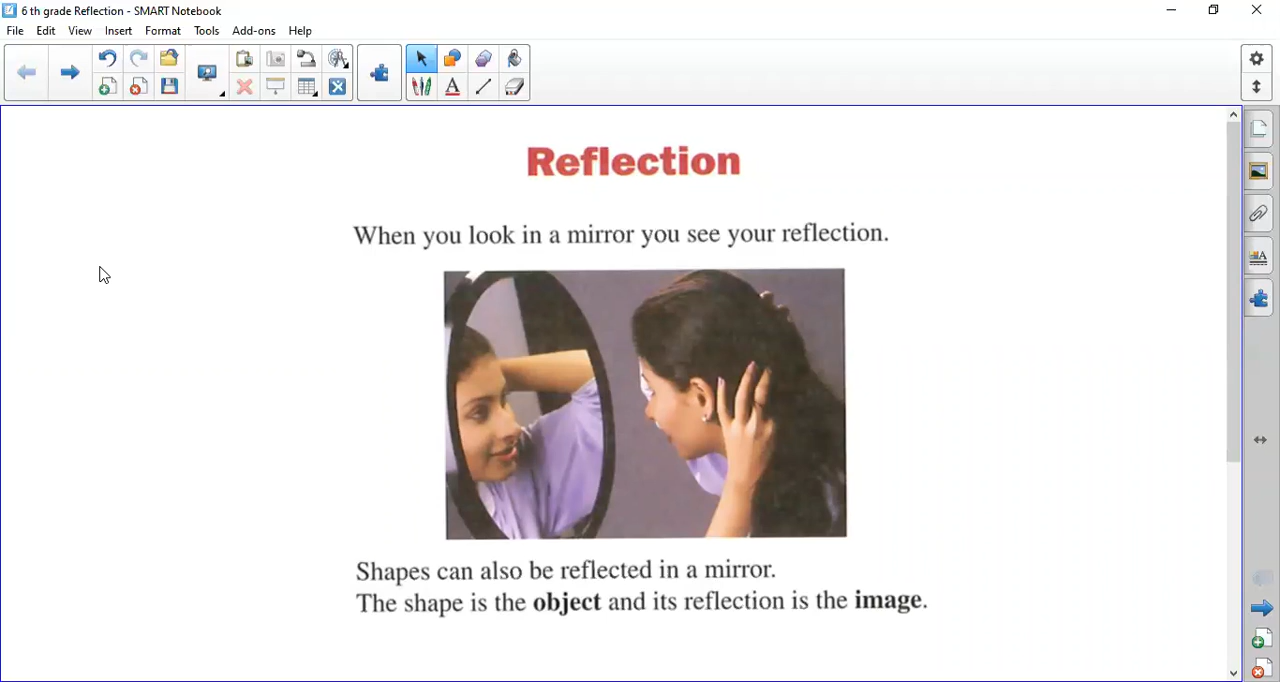 6 th grade Reflection - SMART Notebook
File Edit View Insert Format Tools Add-ons Help
Reflection
When you look in a mirror you see your reflection.
Shapes can also be reflected in a mirror.
The shape is the object and its reflection is the image.